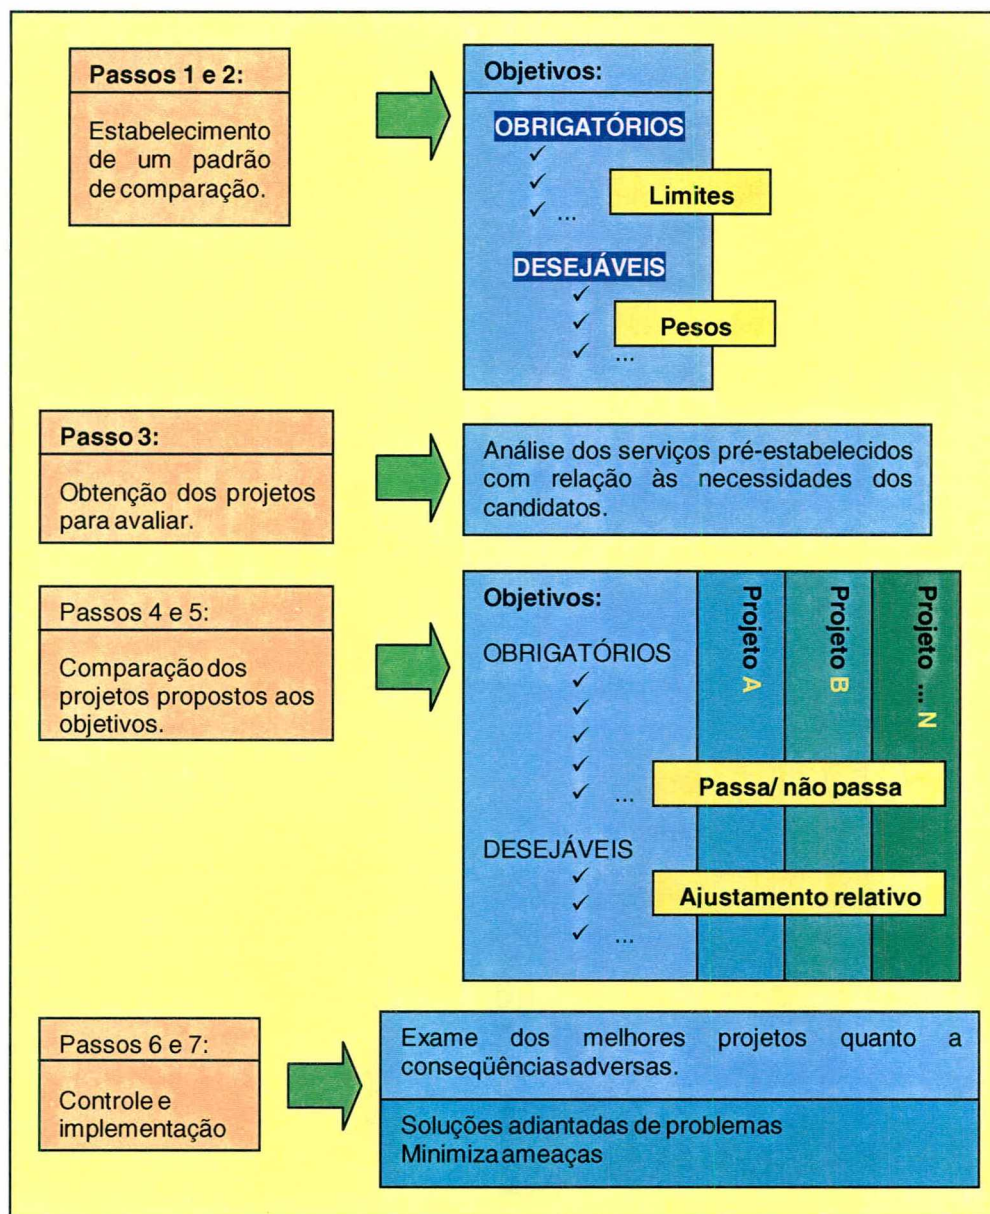 Passos 1 e 2:
Estabelecimento
de um padrão
de comparação.
Objetivos:
OBRIGATÓRIOS
✓
✓
✓ ...
Limites
DESEJÁVEIS
✓
✓
✓ ...
Pesos
Passo 3:
Obtenção dos projetos
para avaliar.
Análise dos serviços pré-estabelecidos
com relação às necessidades dos
candidatos.
Passos 4 e 5:
Comparação dos
projetos propostos aos
objetivos.
Objetivos:
Projeto A
Projeto B
Projeto ... N
OBRIGATÓRIOS
✓
✓
✓
✓
✓ ...
Passa/ não passa
DESEJÁVEIS
✓
✓
✓ ...
Ajustamento relativo
Passos 6 e 7:
Controle e
implementação
Exame dos melhores projetos quanto a
conseqüências adversas.
Soluções adiantadas de problemas
Minimiza ameaças